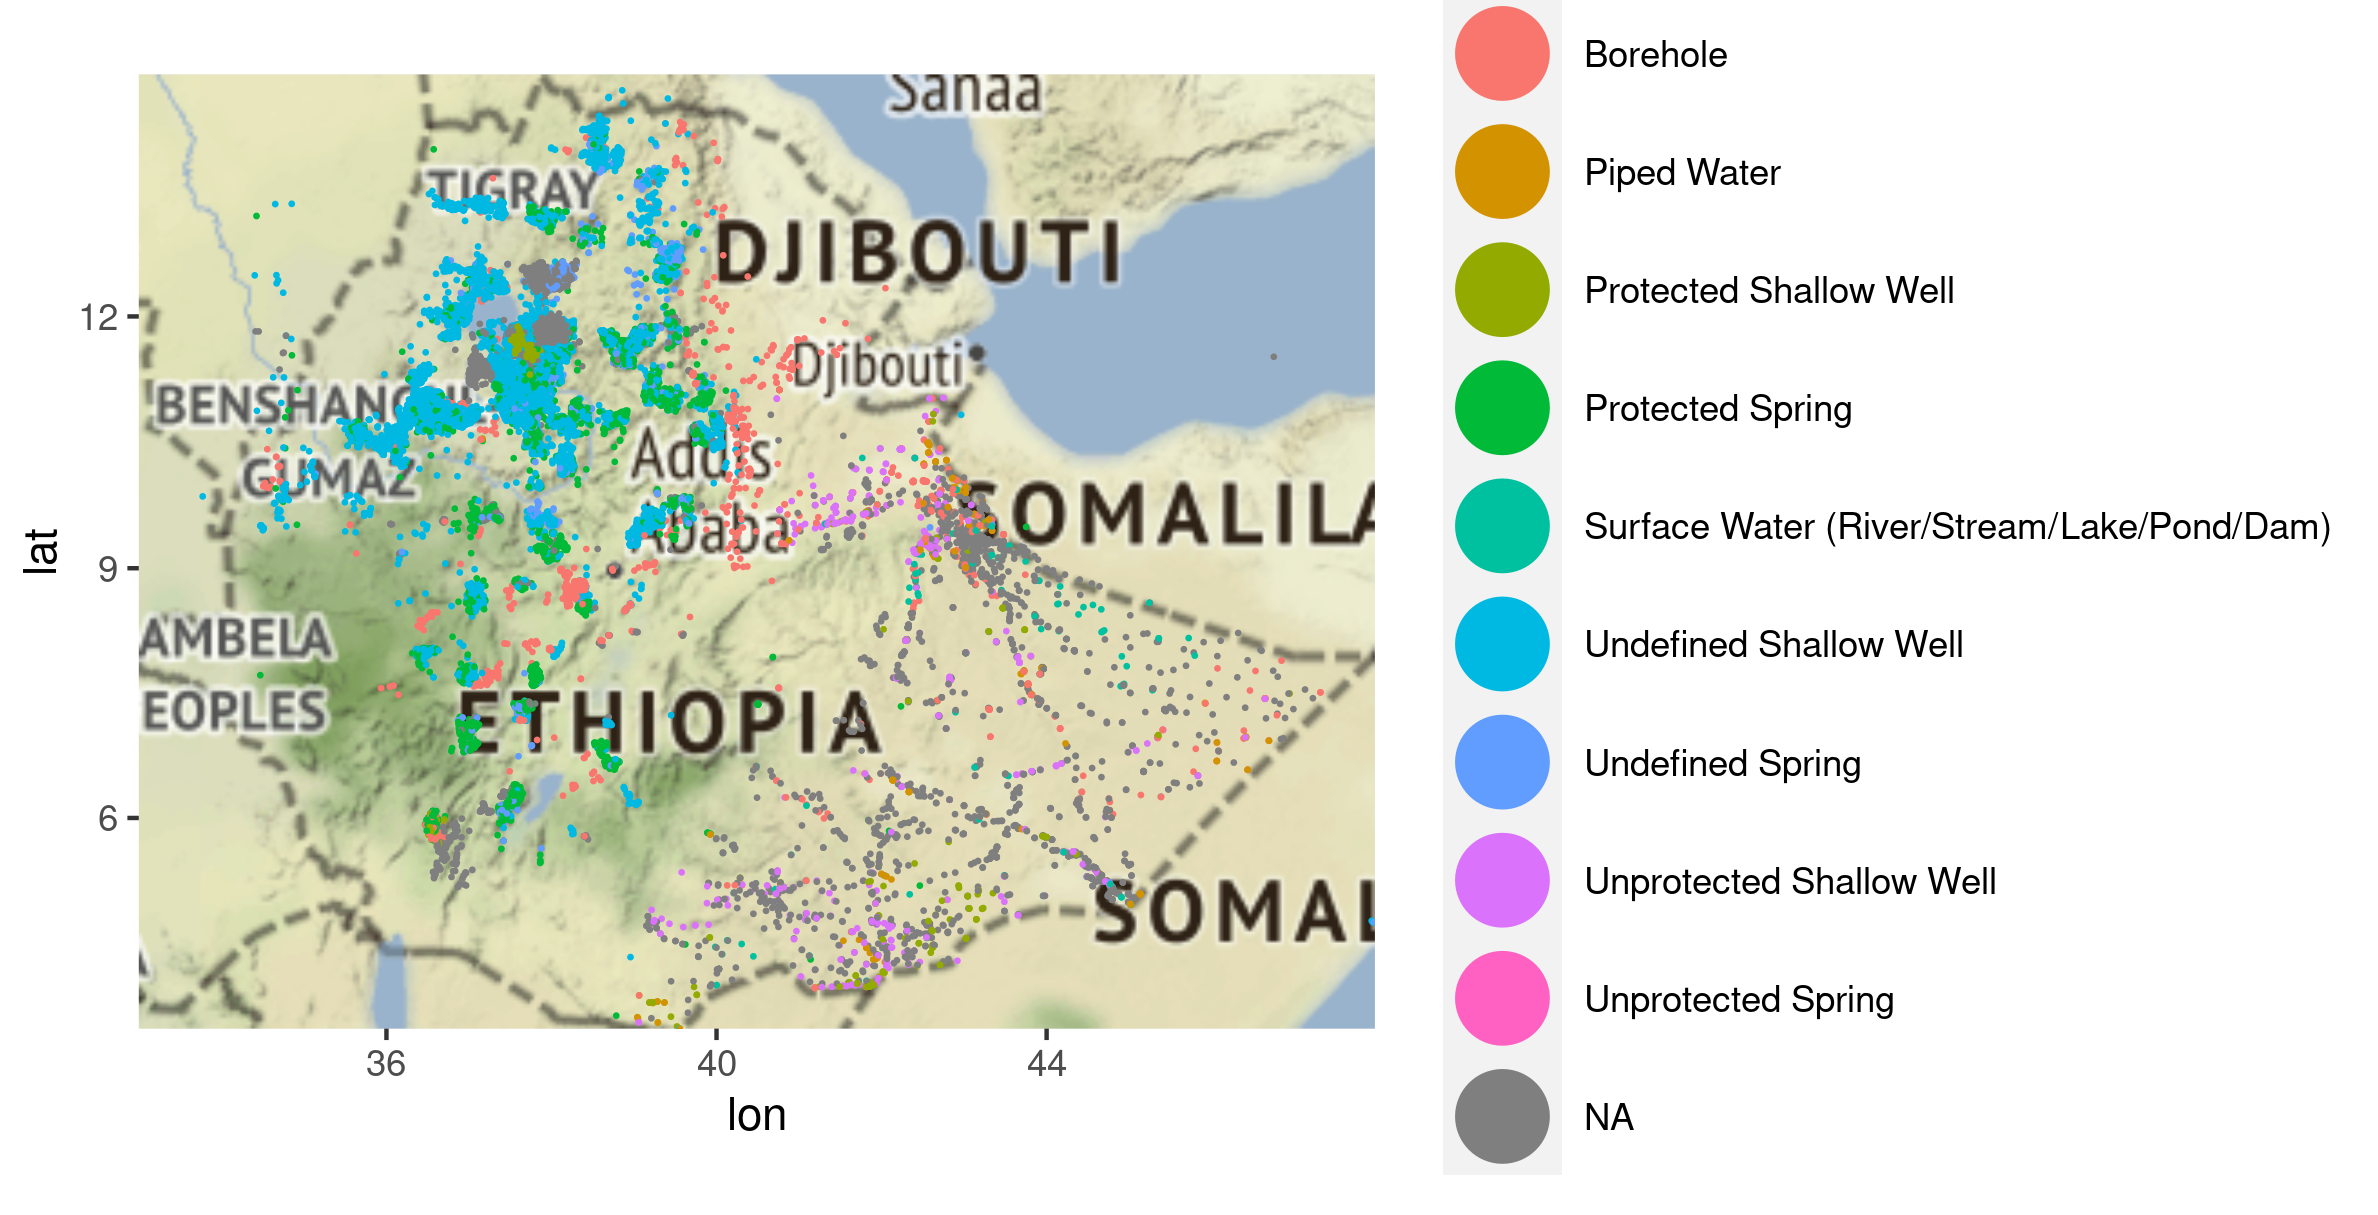 Sanaa
TIGRAY
DJIBOUTI
Djibouti
BENSHANGUL
GUMAZ
Addis
Ababa
SOMALILA
AMBELA
EOPLES
ETHIOPIA
SOMAL
A
12
9
6
lat
36
40
44
lon
Borehole
Piped Water
Protected Shallow Well
Protected Spring
Surface Water (River/Stream/Lake/Pond/Dam)
Undefined Shallow Well
Undefined Spring
Unprotected Shallow Well
Unprotected Spring
NA